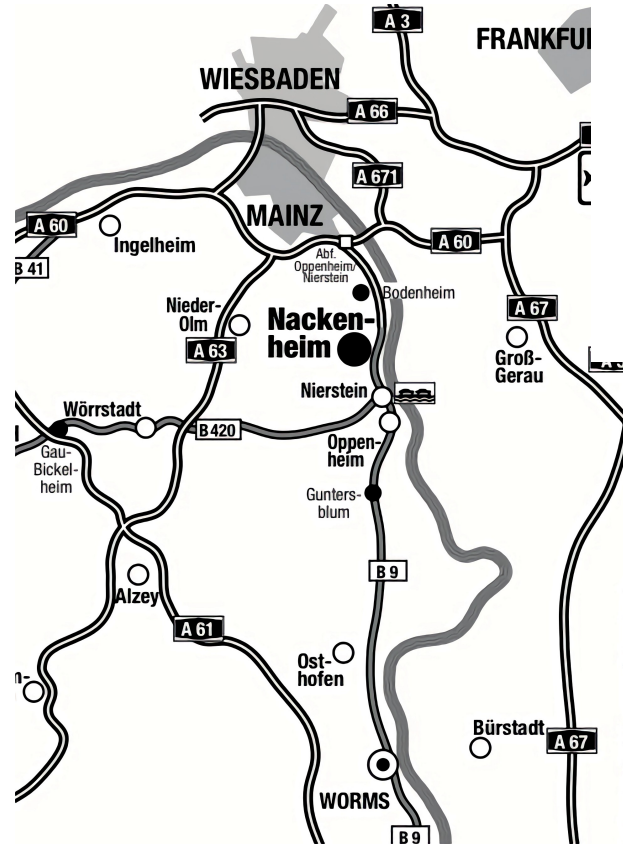 A 3
FRANKFU
WIESBADEN
A 66
A 671
MAINZ
A 60
Ingelheim
A 60
Abf.
Oppenheim/
Nierstein
B 41
Bodenheim
Nieder-
Olm
Nacken-
heim
A 67
A 63
Groß-
Gerau
Nierstein
Wörrstadt
B 420
Oppen-
heim
Gau-
Bickel-
heim
Gunters-
blum
B 9
Alzey
A 61
Ost-
hofen
n-
Bürstadt
A 67
WORMS
B 9